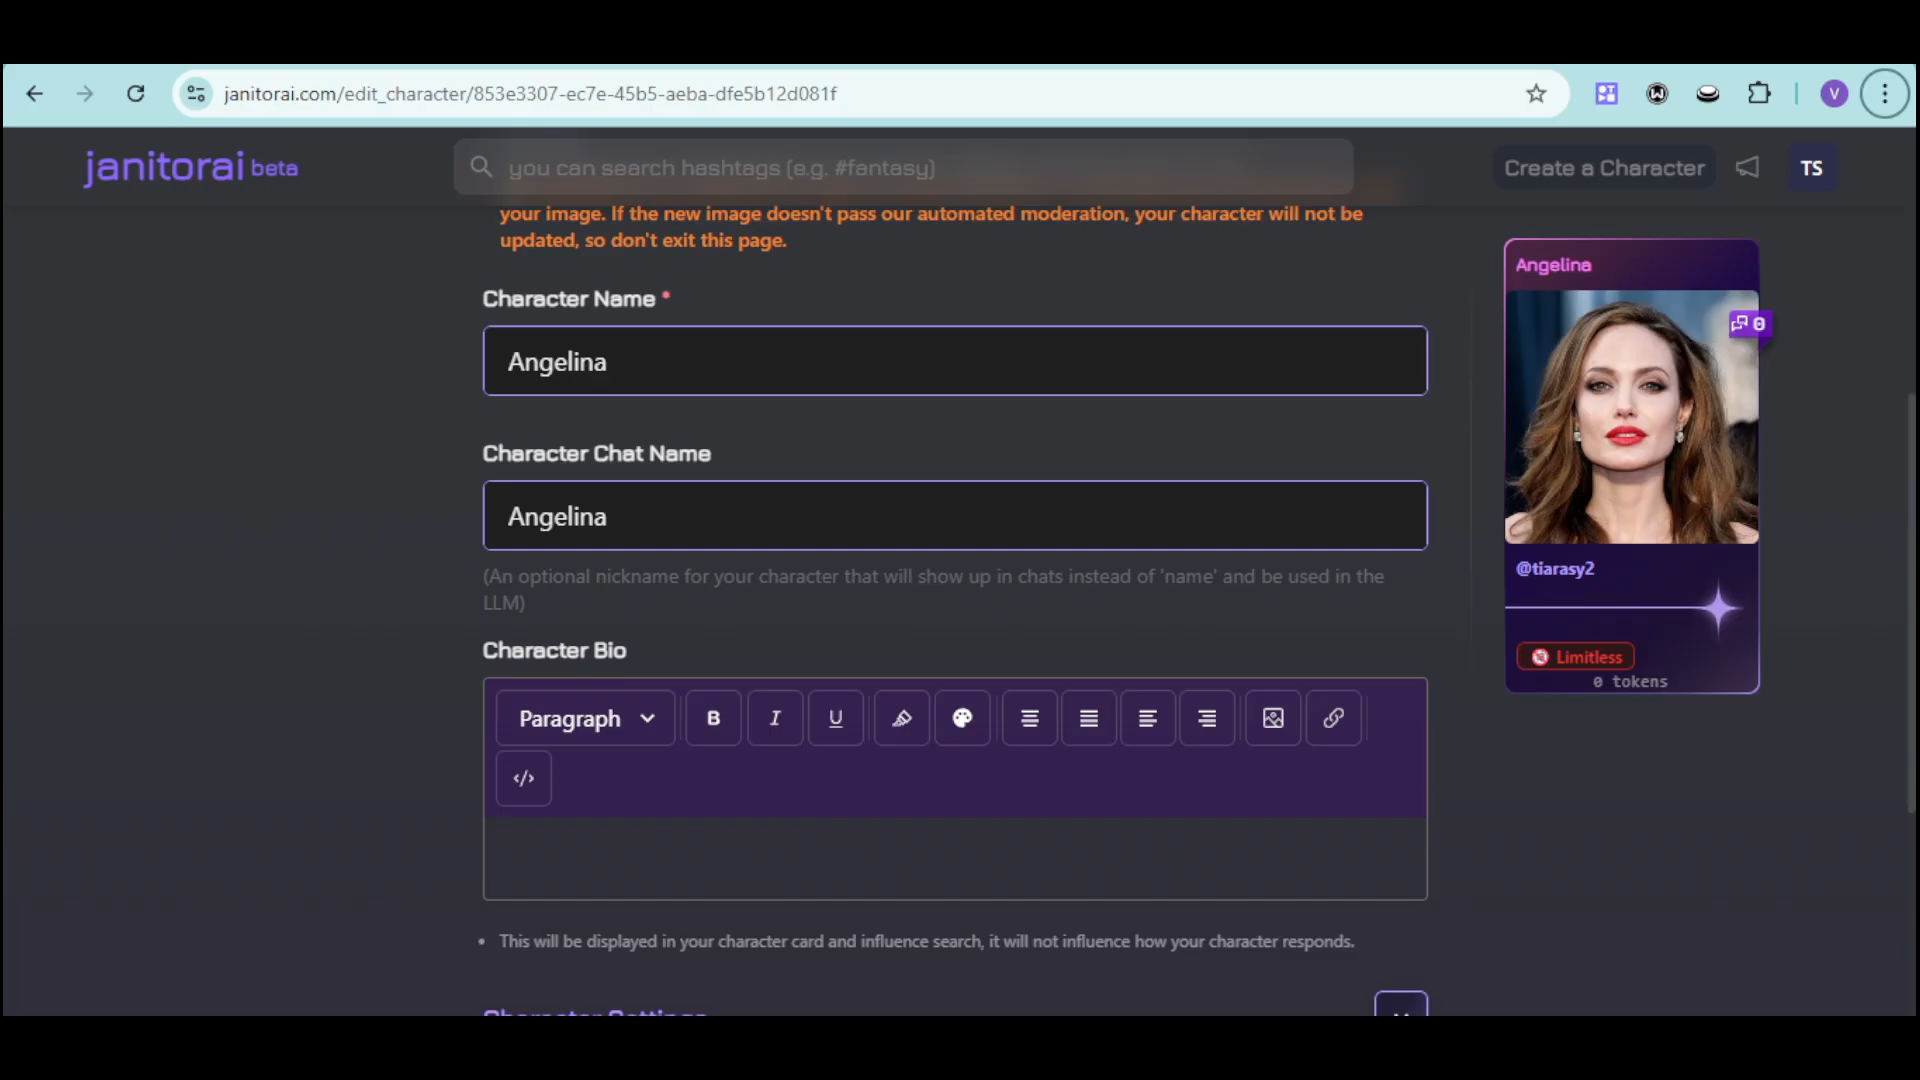 janitorai.com/edit_character/853e3307-ec7e-45b5-aeba-dfe5b12d081f
V
janitorai beta
you can search hashtags (e.g. #fantasy)
Create a Character
TS
your image. If the new image doesn't pass our automated moderation, your character will not be
updated, so don't exit this page.
Character Name *
Angelina
Character Chat Name
Angelina
(An optional nickname for your character that will show up in chats instead of 'name' and be used in the
LLM)
Character Bio
Paragraph
B
I
U
</>
• This will be displayed in your character card and influence search, it will not influence how your character responds.
Character Settings
Angelina
0
@tiarasy2
Limitless
0 tokens